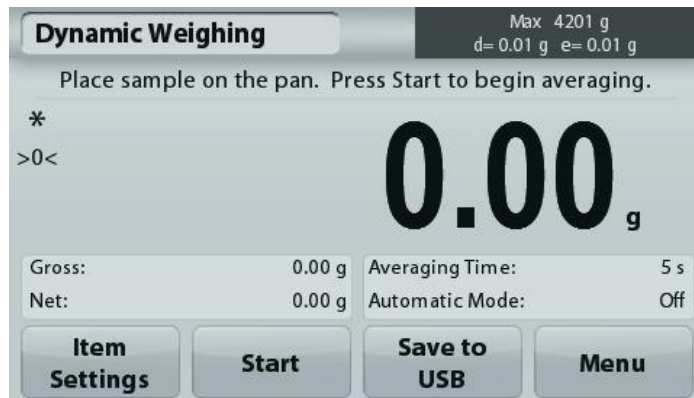 Dynamic Weighing
Max 4201 g
d= 0.01 g e= 0.01 g
Place sample on the pan. Press Start to begin averaging.
*
>0<
0.00 g
Gross: 0.00 g
Net: 0.00 g
Averaging Time: 5 s
Automatic Mode: Off
Item Settings
Start
Save to USB
Menu